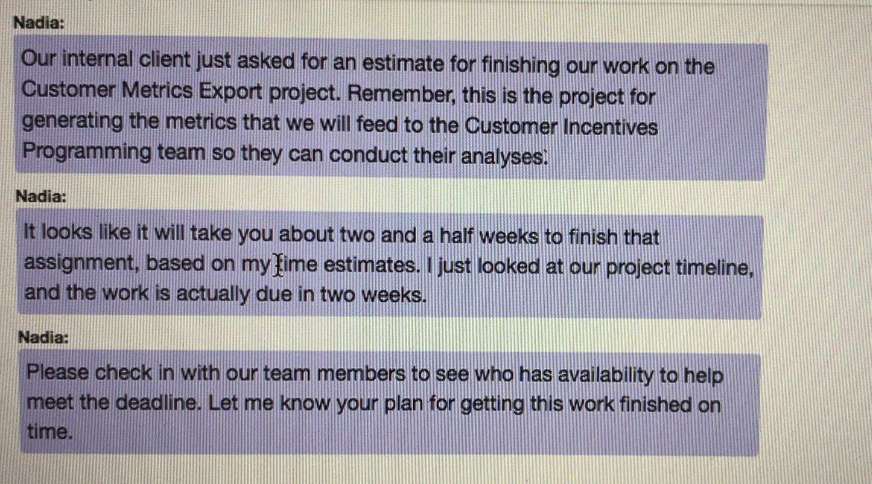 Nadia:
Our internal client just asked for an estimate for finishing our work on the
Customer Metrics Export project. Remember, this is the project for
generating the metrics that we will feed to the Customer Incentives
Programming team so they can conduct their analyses.
Nadia:
It looks like it will take you about two and a half weeks to finish that
assignment, based on my time estimates. I just looked at our project timeline,
and the work is actually due in two weeks.
Nadia:
Please check in with our team members to see who has availability to help
meet the deadline. Let me know your plan for getting this work finished on
time.